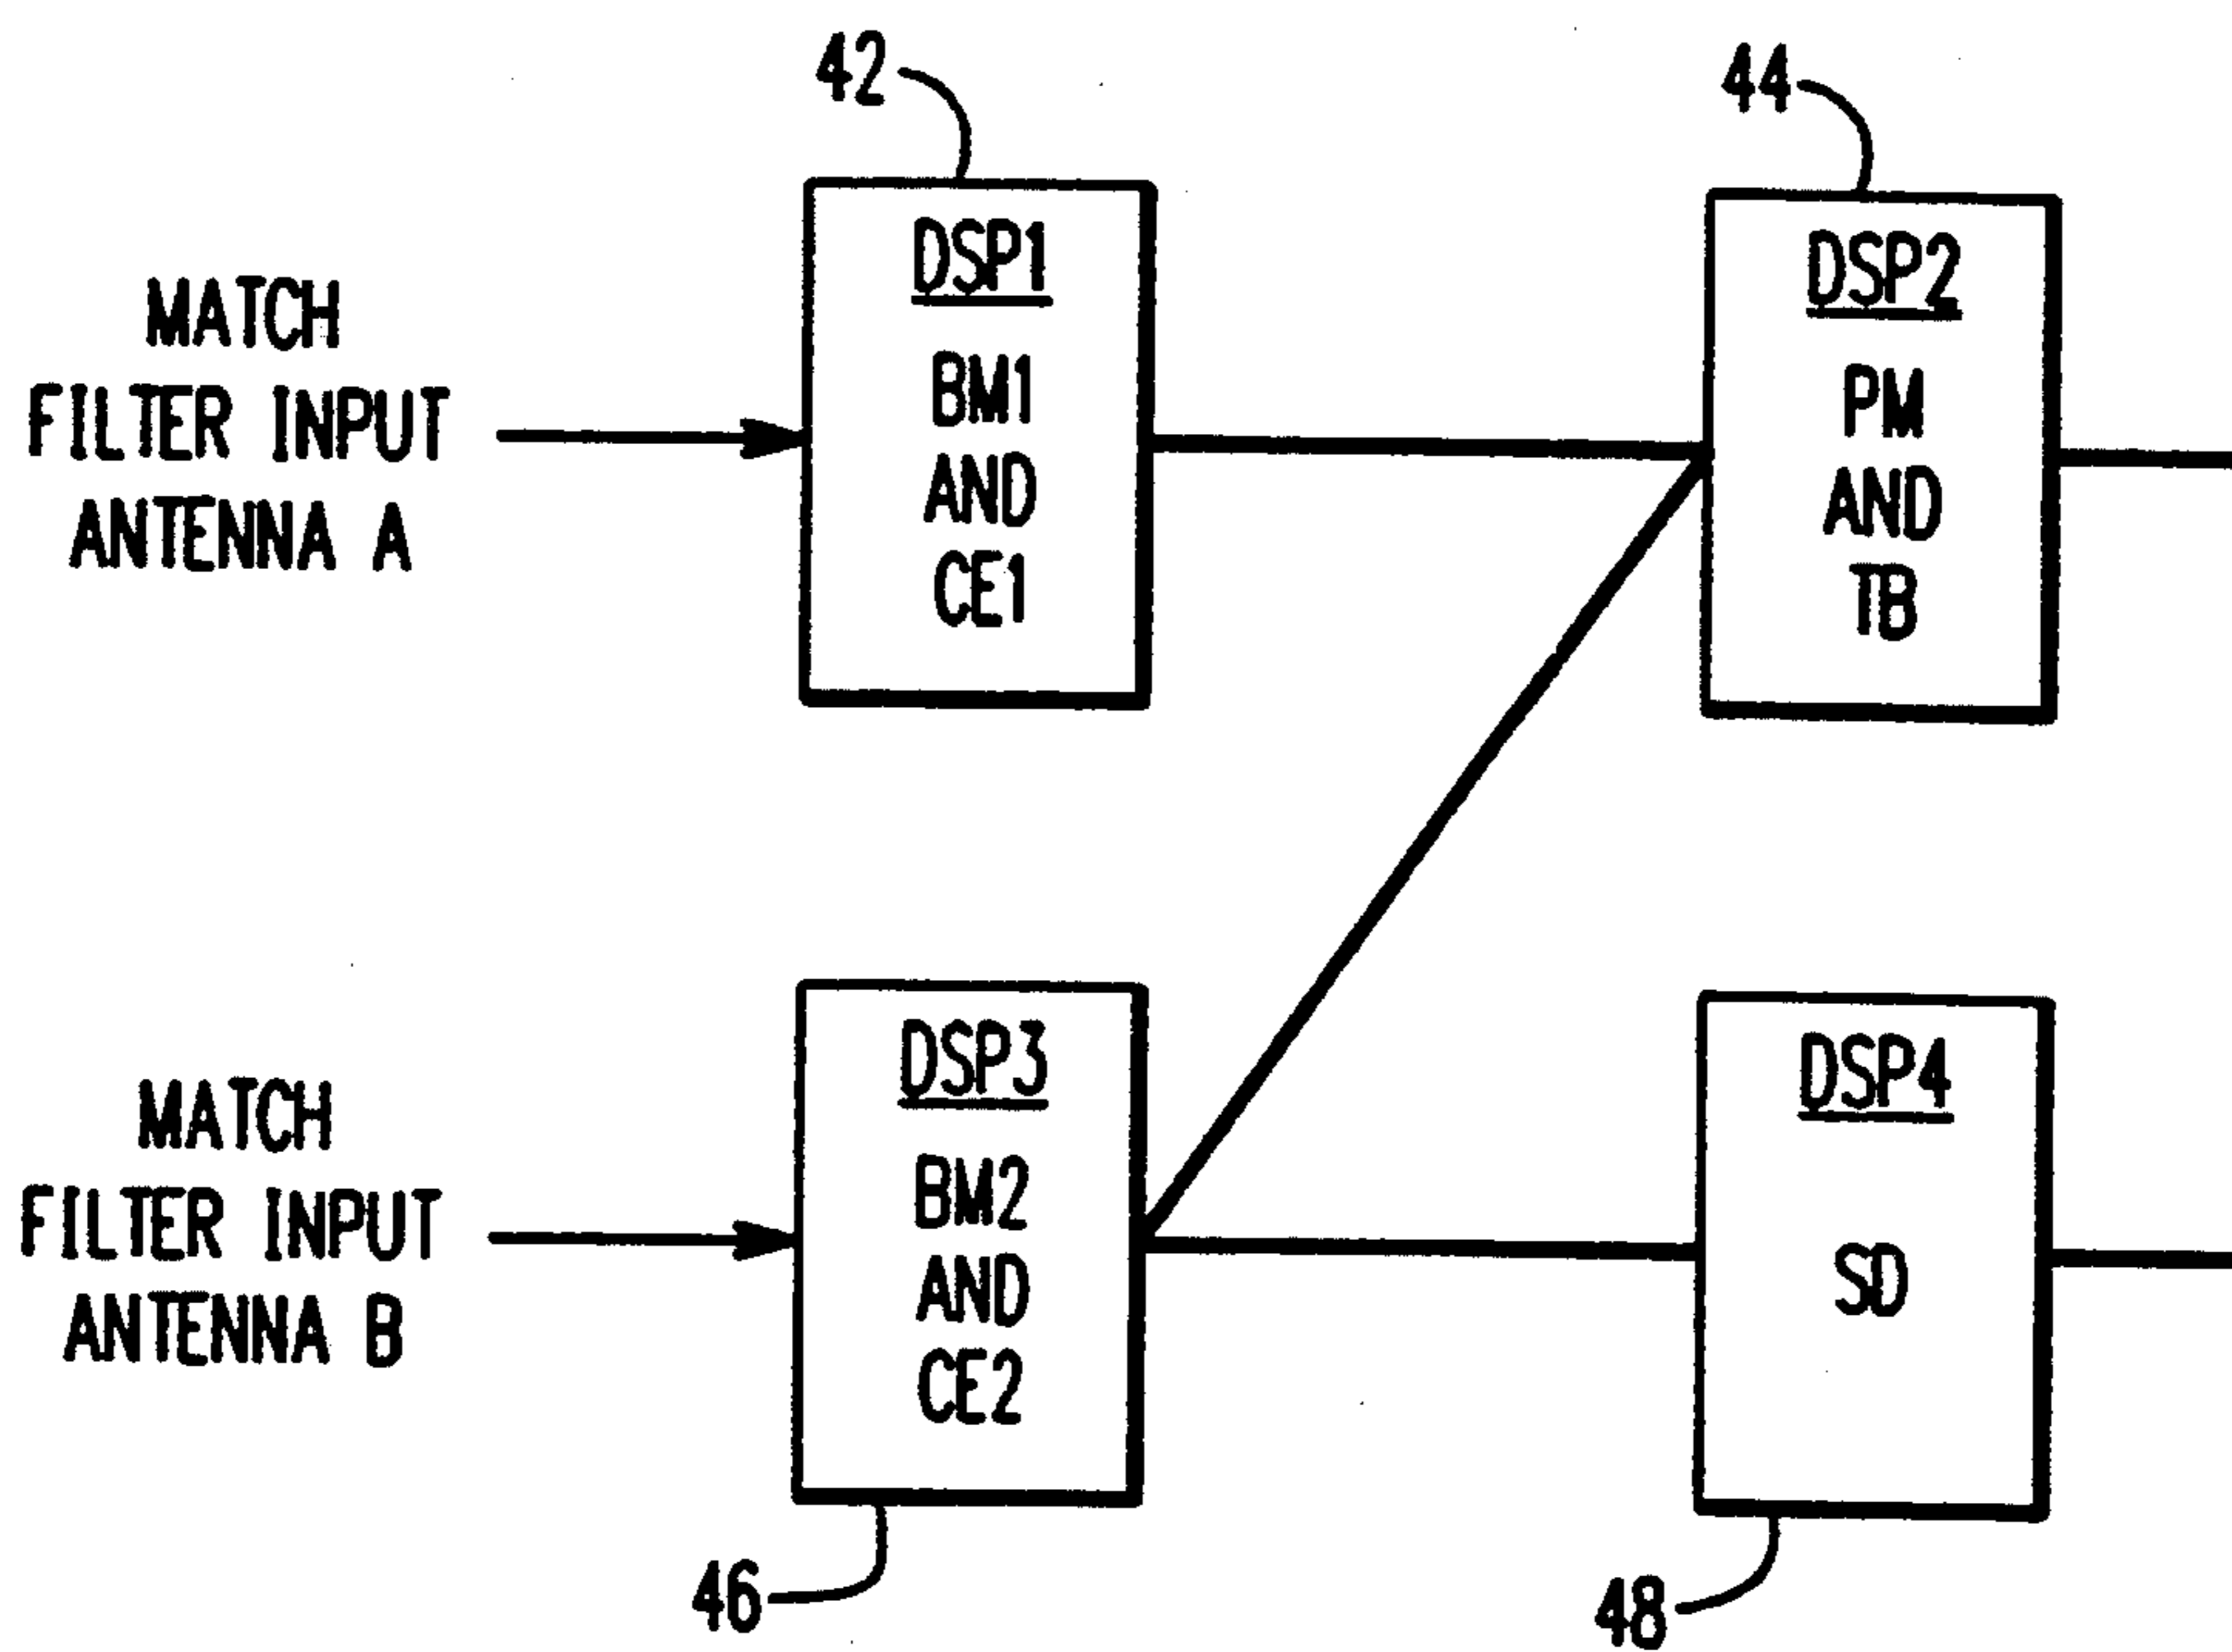 42
44
MATCH
FILTER INPUT
ANTENNA A
DSP1
BM1
AND
CE1
DSP2
PM
AND
TB
MATCH
FILTER INPUT
ANTENNA B
DSP3
BM2
AND
CE2
DSP4
SD
46
48